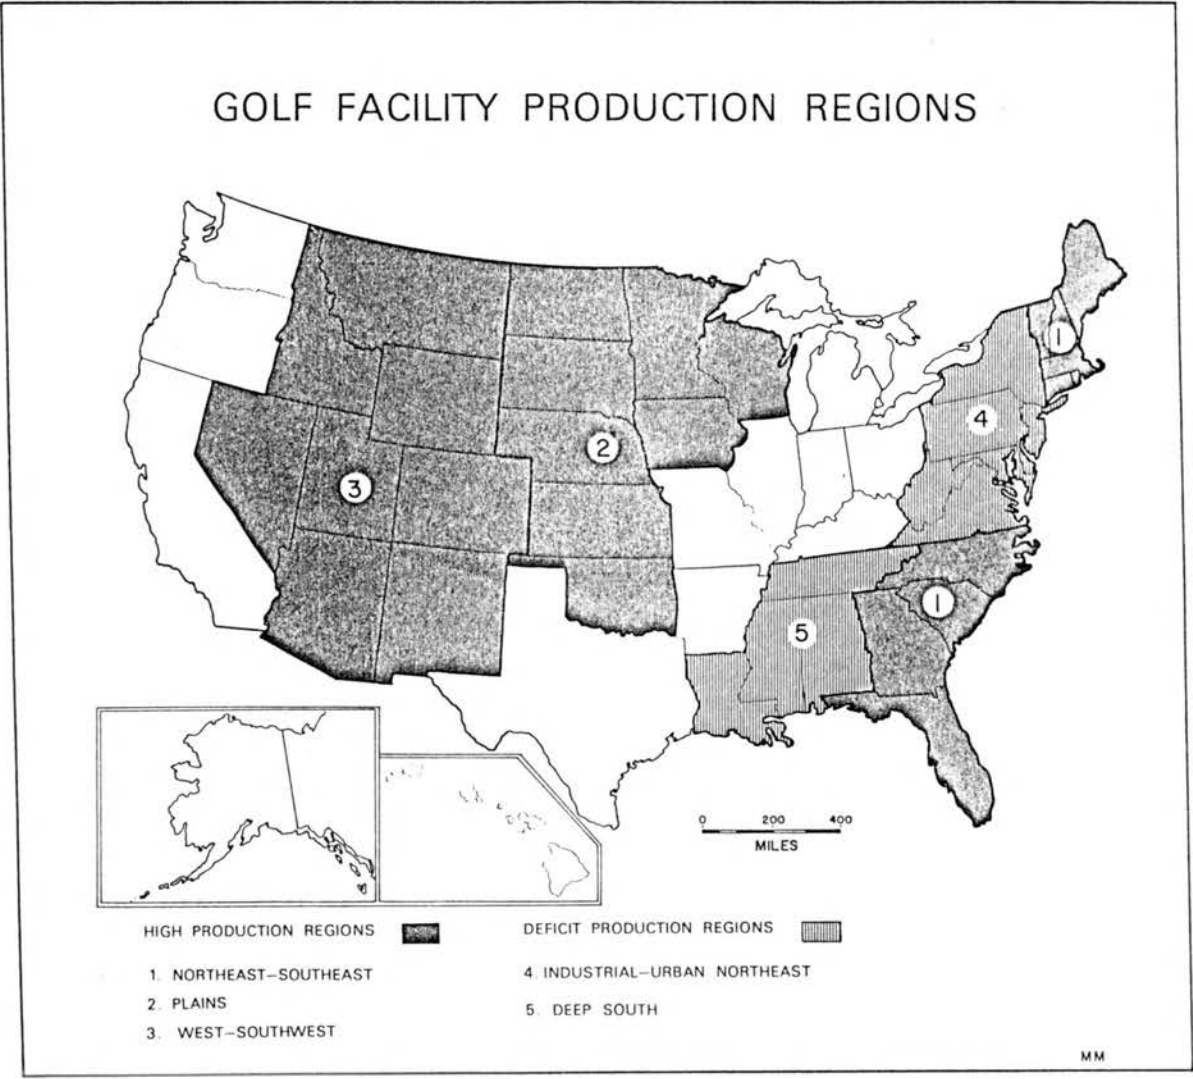 GOLF FACILITY PRODUCTION REGIONS
1
4
2
3
1
5
0 200 400
MILES
HIGH PRODUCTION REGIONS
1. NORTHEAST–SOUTHEAST
2. PLAINS
3. WEST–SOUTHWEST
DEFICIT PRODUCTION REGIONS
4. INDUSTRIAL–URBAN NORTHEAST
5. DEEP SOUTH
MM